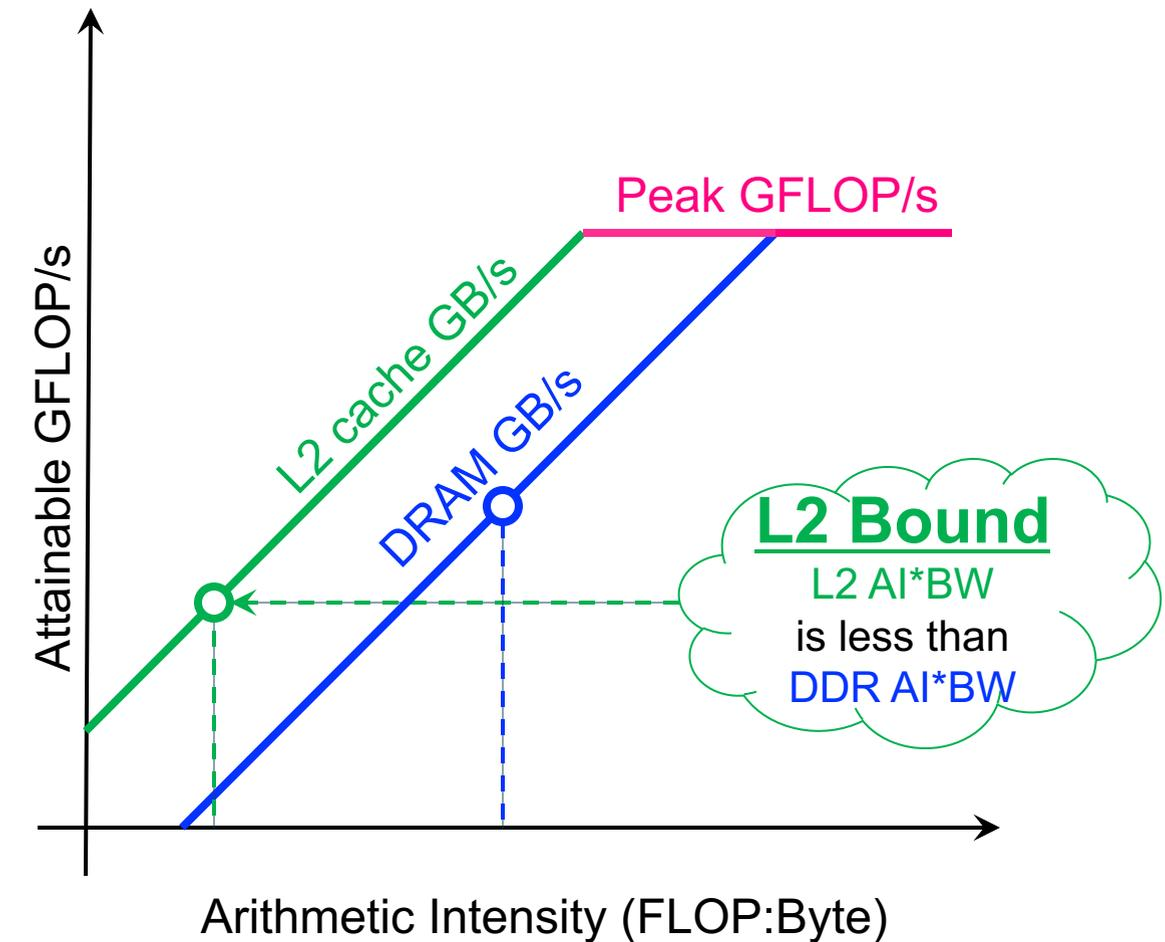 Peak GFLOP/s
Attainable GFLOP/s
L2 cache GB/s
DRAM GB/s
L2 Bound
L2 AI*BW
is less than
DDR AI*BW
Arithmetic Intensity (FLOP:Byte)